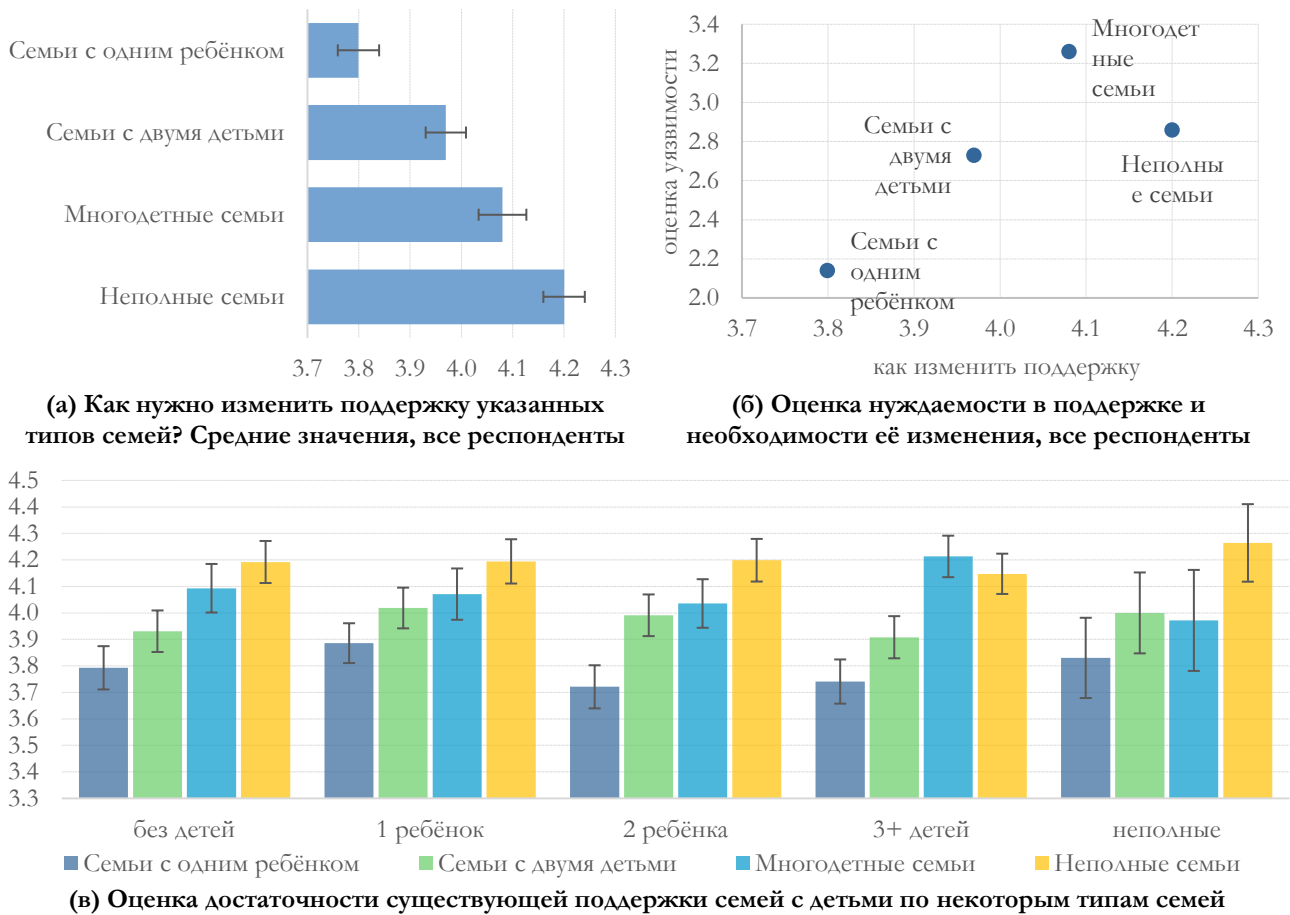 Семьи с одним ребёнком
Семьи с двумя детьми
Многодетные семьи
Неполные семьи
3.7 3.8 3.9 4.0 4.1 4.2 4.3
(а) Как нужно изменить поддержку указанных
типов семей? Средние значения, все респонденты
оценка уязвимости
3.4
3.2
3.0
2.8
2.6
2.4
2.2
2.0
Многодет
ные
семьи
Семьи с
двумя
детьми
Неполны
е семьи
Семьи с
одним
ребёнком
3.7 3.8 3.9 4.0 4.1 4.2 4.3
как изменить поддержку
(б) Оценка нуждаемости в поддержке и
необходимости её изменения, все респонденты
4.5
4.4
4.3
4.2
4.1
4.0
3.9
3.8
3.7
3.6
3.5
3.4
3.3
без детей 1 ребёнок 2 ребёнка 3+ детей неполные
Семьи с одним ребёнком Семьи с двумя детьми Многодетные семьи Неполные семьи
(в) Оценка достаточности существующей поддержки семей с детьми по некоторым типам семей